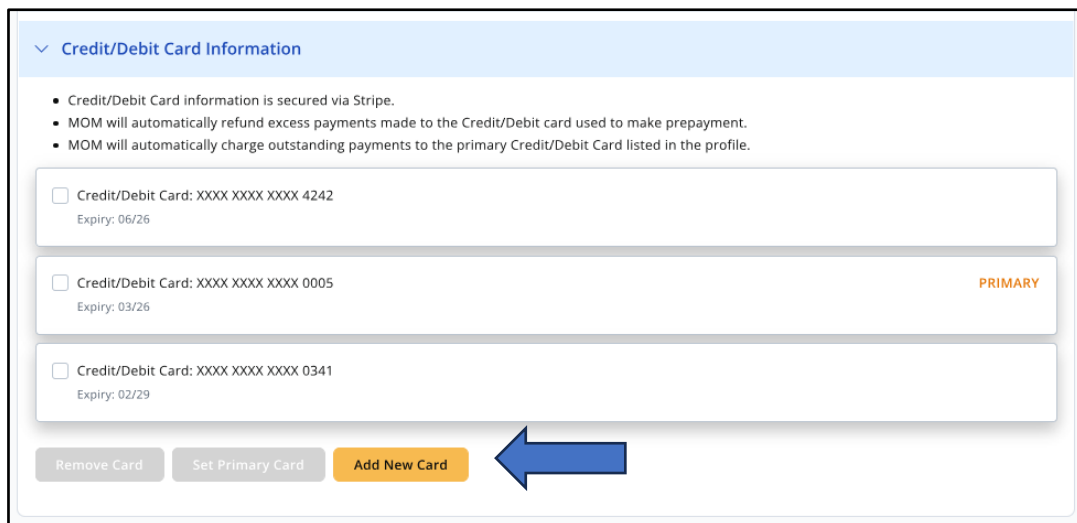 Credit/Debit Card Information
Credit/Debit Card information is secured via Stripe.
MOM will automatically refund excess payments made to the Credit/Debit card used to make prepayment.
MOM will automatically charge outstanding payments to the primary Credit/Debit Card listed in the profile.
Credit/Debit Card: XXXX XXXX XXXX 4242
Expiry: 06/26
Credit/Debit Card: XXXX XXXX XXXX 0005
PRIMARY
Expiry: 03/26
Credit/Debit Card: XXXX XXXX XXXX 0341
Expiry: 02/29
Remove Card
Set Primary Card
Add New Card